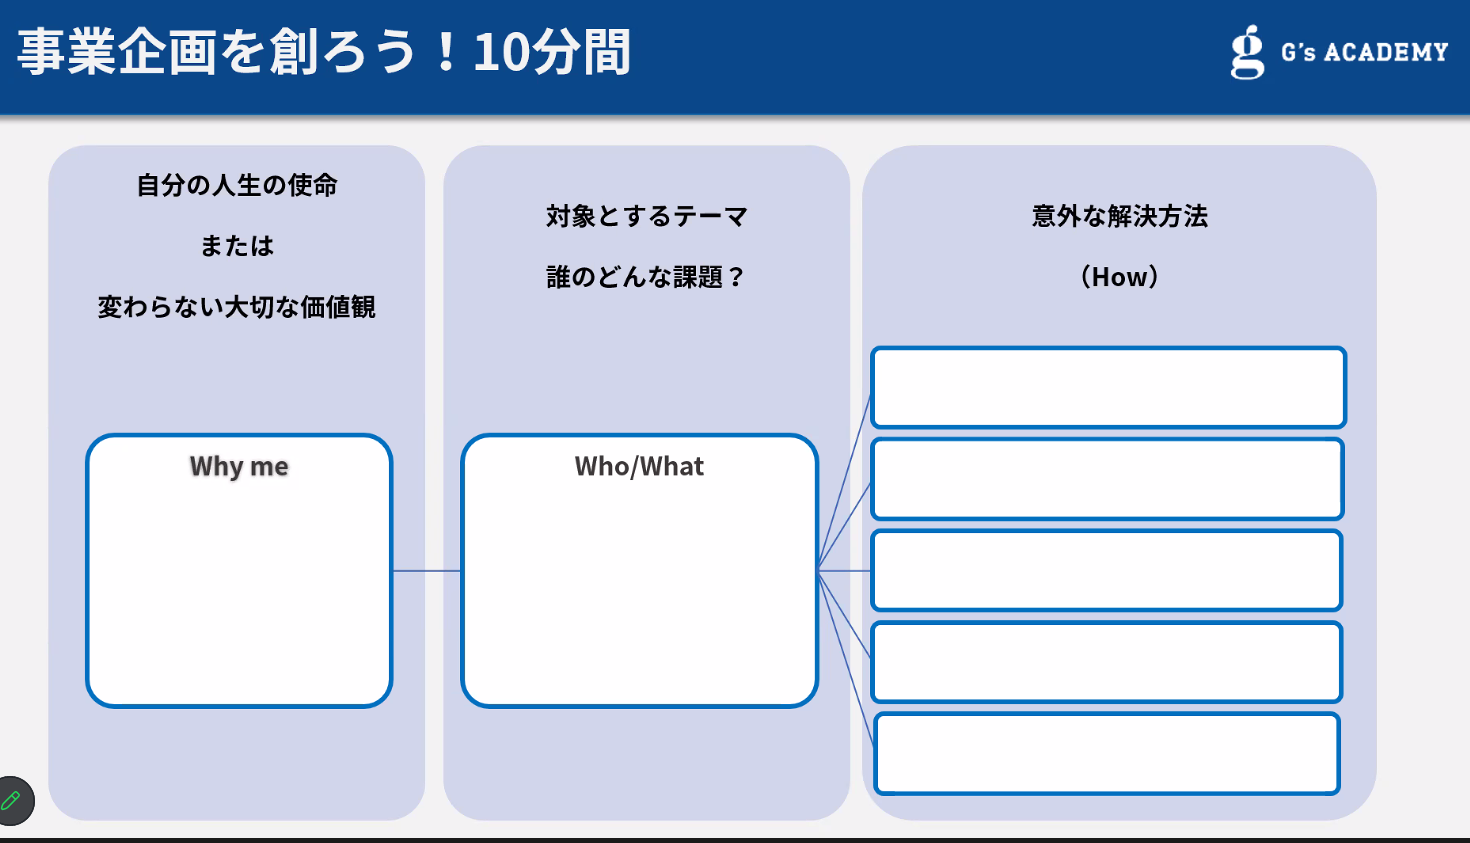 事業企画を創ろう！10分間
g G's ACADEMY
自分の人生の使命
または
変わらない大切な価値観
対象とするテーマ
誰のどんな課題？
意外な解決方法
（How）
Why me
Who/What